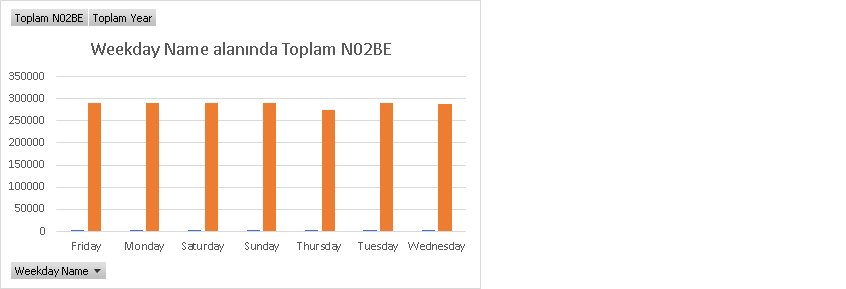 Toplam N02BE Toplam Year
Weekday Name alanında Toplam N02BE
350000
300000
250000
200000
150000
100000
50000
0
Friday Monday Saturday Sunday Thursday Tuesday Wednesday
Weekday Name